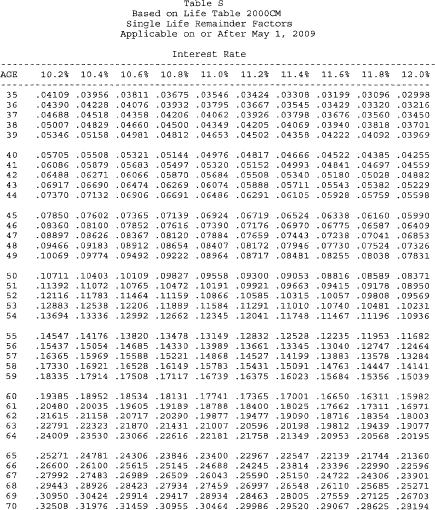 Table S
Based on Life Table 2000CM
Single Life Remainder Factors
Applicable on or After May 1, 2009
Interest Rate
AGE 10.2% 10.4% 10.6% 10.8% 11.0% 11.2% 11.4% 11.6% 11.8% 12.0%
35 .04109 .03956 .03811 .03675 .03546 .03424 .03308 .03199 .03096 .02998
36 .04390 .04228 .04076 .03932 .03795 .03667 .03545 .03429 .03320 .03216
37 .04688 .04518 .04358 .04206 .04062 .03926 .03798 .03676 .03560 .03450
38 .05007 .04829 .04660 .04500 .04349 .04205 .04069 .03940 .03818 .03701
39 .05346 .05158 .04981 .04812 .04653 .04502 .04358 .04222 .04092 .03969
40 .05705 .05508 .05321 .05144 .04976 .04817 .04666 .04522 .04385 .04255
41 .06086 .05879 .05683 .05497 .05320 .05152 .04993 .04841 .04697 .04559
42 .06488 .06271 .06066 .05870 .05684 .05508 .05340 .05180 .05028 .04882
43 .06917 .06690 .06474 .06269 .06074 .05888 .05711 .05543 .05382 .05229
44 .07370 .07132 .06906 .06691 .06486 .06291 .06105 .05928 .05759 .05598
45 .07850 .07602 .07365 .07139 .06924 .06719 .06524 .06338 .06160 .05990
46 .08360 .08100 .07852 .07616 .07390 .07176 .06970 .06775 .06587 .06409
47 .08897 .08626 .08367 .08120 .07884 .07659 .07443 .07238 .07041 .06853
48 .09466 .09183 .08912 .08654 .08407 .08172 .07946 .07730 .07524 .07326
49 .10069 .09774 .09492 .09222 .08964 .08717 .08481 .08255 .08038 .07831
50 .10711 .10403 .10109 .09827 .09558 .09300 .09053 .08816 .08589 .08371
51 .11392 .11072 .10765 .10472 .10191 .09921 .09663 .09415 .09178 .08950
52 .12116 .11783 .11464 .11159 .10866 .10585 .10315 .10057 .09808 .09569
53 .12883 .12538 .12206 .11889 .11584 .11291 .11010 .10740 .10481 .10231
54 .13694 .13336 .12992 .12662 .12345 .12041 .11748 .11467 .11196 .10936
55 .14547 .14176 .13820 .13478 .13149 .12832 .12528 .12235 .11953 .11682
56 .15437 .15054 .14685 .14330 .13989 .13661 .13345 .13040 .12747 .12464
57 .16365 .15969 .15588 .15221 .14868 .14527 .14199 .13883 .13578 .13284
58 .17330 .16921 .16528 .16149 .15783 .15431 .15091 .14763 .14447 .14141
59 .18335 .17914 .17508 .17117 .16739 .16375 .16023 .15684 .15356 .15039
60 .19385 .18952 .18534 .18131 .17741 .17365 .17001 .16650 .16311 .15982
61 .20480 .20035 .19605 .19189 .18788 .18400 .18025 .17662 .17311 .16971
62 .21615 .21158 .20717 .20290 .19877 .19477 .19090 .18716 .18354 .18003
63 .22791 .22323 .21870 .21431 .21007 .20596 .20198 .19812 .19439 .19077
64 .24009 .23530 .23066 .22616 .22181 .21758 .21349 .20953 .20568 .20195
65 .25271 .24781 .24306 .23846 .23400 .22967 .22547 .22139 .21744 .21360
66 .26600 .26100 .25615 .25145 .24688 .24245 .23814 .23396 .22990 .22596
67 .27992 .27483 .26989 .26509 .26043 .25590 .25150 .24722 .24306 .23901
68 .29443 .28926 .28423 .27934 .27459 .26997 .26548 .26110 .25685 .25271
69 .30950 .30424 .29914 .29417 .28934 .28463 .28005 .27559 .27125 .26703
70 .32508 .31976 .31459 .30955 .30464 .29986 .29520 .29067 .28625 .28194